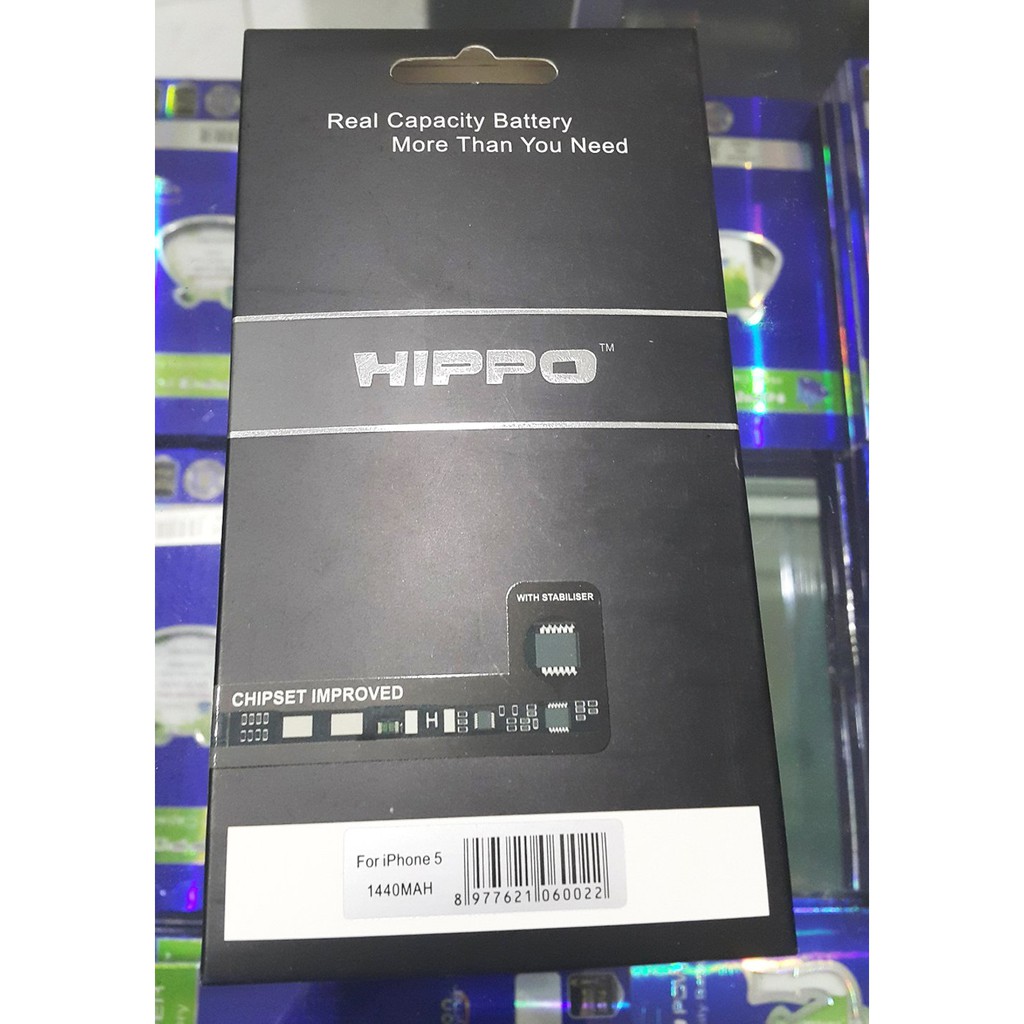 Real Capacity Battery
More Than You Need
HIPPO™
WITH STABILISER
CHIPSET IMPROVED
H
For iPhone 5
1440MAH
8 977621 060022